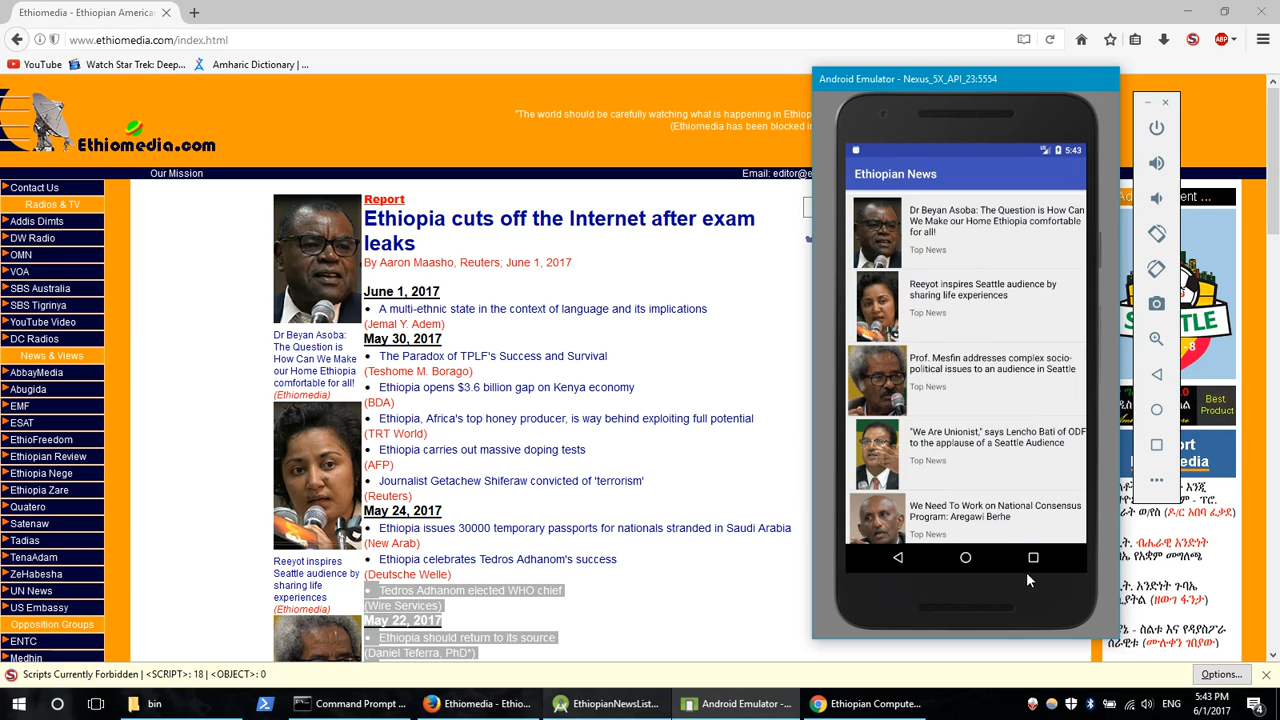 Ethiomedia - Ethiopian America
www.ethiomedia.com/index.html
YouTube
Watch Star Trek: Deep...
Amharic Dictionary | ...
ABP
Ethiomedia.com
"The world should be carefully watching what is happening in Ethiop
(Ethiomedia has been blocked i
Our Mission
Email: editor@e
Contact Us
Radios & TV
Addis Dimts
DW Radio
OMN
VOA
SBS Australia
SBS Tigrinya
YouTube Video
DC Radios
News & Views
AbbayMedia
Abugida
EMF
ESAT
EthioFreedom
Ethiopian Review
Ethiopia Nege
Ethiopia Zare
Quatero
Satenaw
Tadias
TenaAdam
ZeHabesha
UN News
US Embassy
Opposition Groups
ENTC
Medhin
Dr Beyan Asoba:
The Question is
How Can We Make
our Home Ethiopia
comfortable for all!
(Ethiomedia)
Reeyot inspires
Seattle audience by
sharing life
experiences
(Ethiomedia)
Report
Ethiopia cuts off the Internet after exam
leaks
By Aaron Maasho, Reuters; June 1, 2017
June 1, 2017
• A multi-ethnic state in the context of language and its implications
(Jemal Y. Adem)
May 30, 2017
• The Paradox of TPLF's Success and Survival
(Teshome M. Borago)
• Ethiopia opens $3.6 billion gap on Kenya economy
(BDA)
• Ethiopia, Africa's top honey producer, is way behind exploiting full potential
(TRT World)
• Ethiopia carries out massive doping tests
(AFP)
• Journalist Getachew Shiferaw convicted of 'terrorism'
(Reuters)
May 24, 2017
• Ethiopia issues 30000 temporary passports for nationals stranded in Saudi Arabia
(New Arab)
• Ethiopia celebrates Tedros Adhanom's success
(Deutsche Welle)
• Tedros Adhanom elected WHO chief
(Wire Services)
May 22, 2017
• Ethiopia should return to its source
(Daniel Teferra, PhD*)
Android Emulator - Nexus_5X_API_23:5554
5:43
Ethiopian News
Dr Beyan Asoba: The Question is How Can
We Make our Home Ethiopia comfortable
for all!
Top News
Reeyot inspires Seattle audience by
sharing life experiences
Top News
Prof. Mesfin addresses complex socio-
political issues to an audience in Seattle
Top News
"We Are Unionist," says Lencho Bati of ODF
to the applause of a Seattle Audience
Top News
We Need To Work on National Consensus
Program: Aregawi Berhe
Top News
Best
Product
Scripts Currently Forbidden | <SCRIPT>: 18 | <OBJECT>: 0
Options...
bin
Command Prompt ...
Ethiomedia - Ethio...
EthiopianNewsList...
Android Emulator -...
Ethiopian Compute...
ENG
5:43 PM
6/1/2017